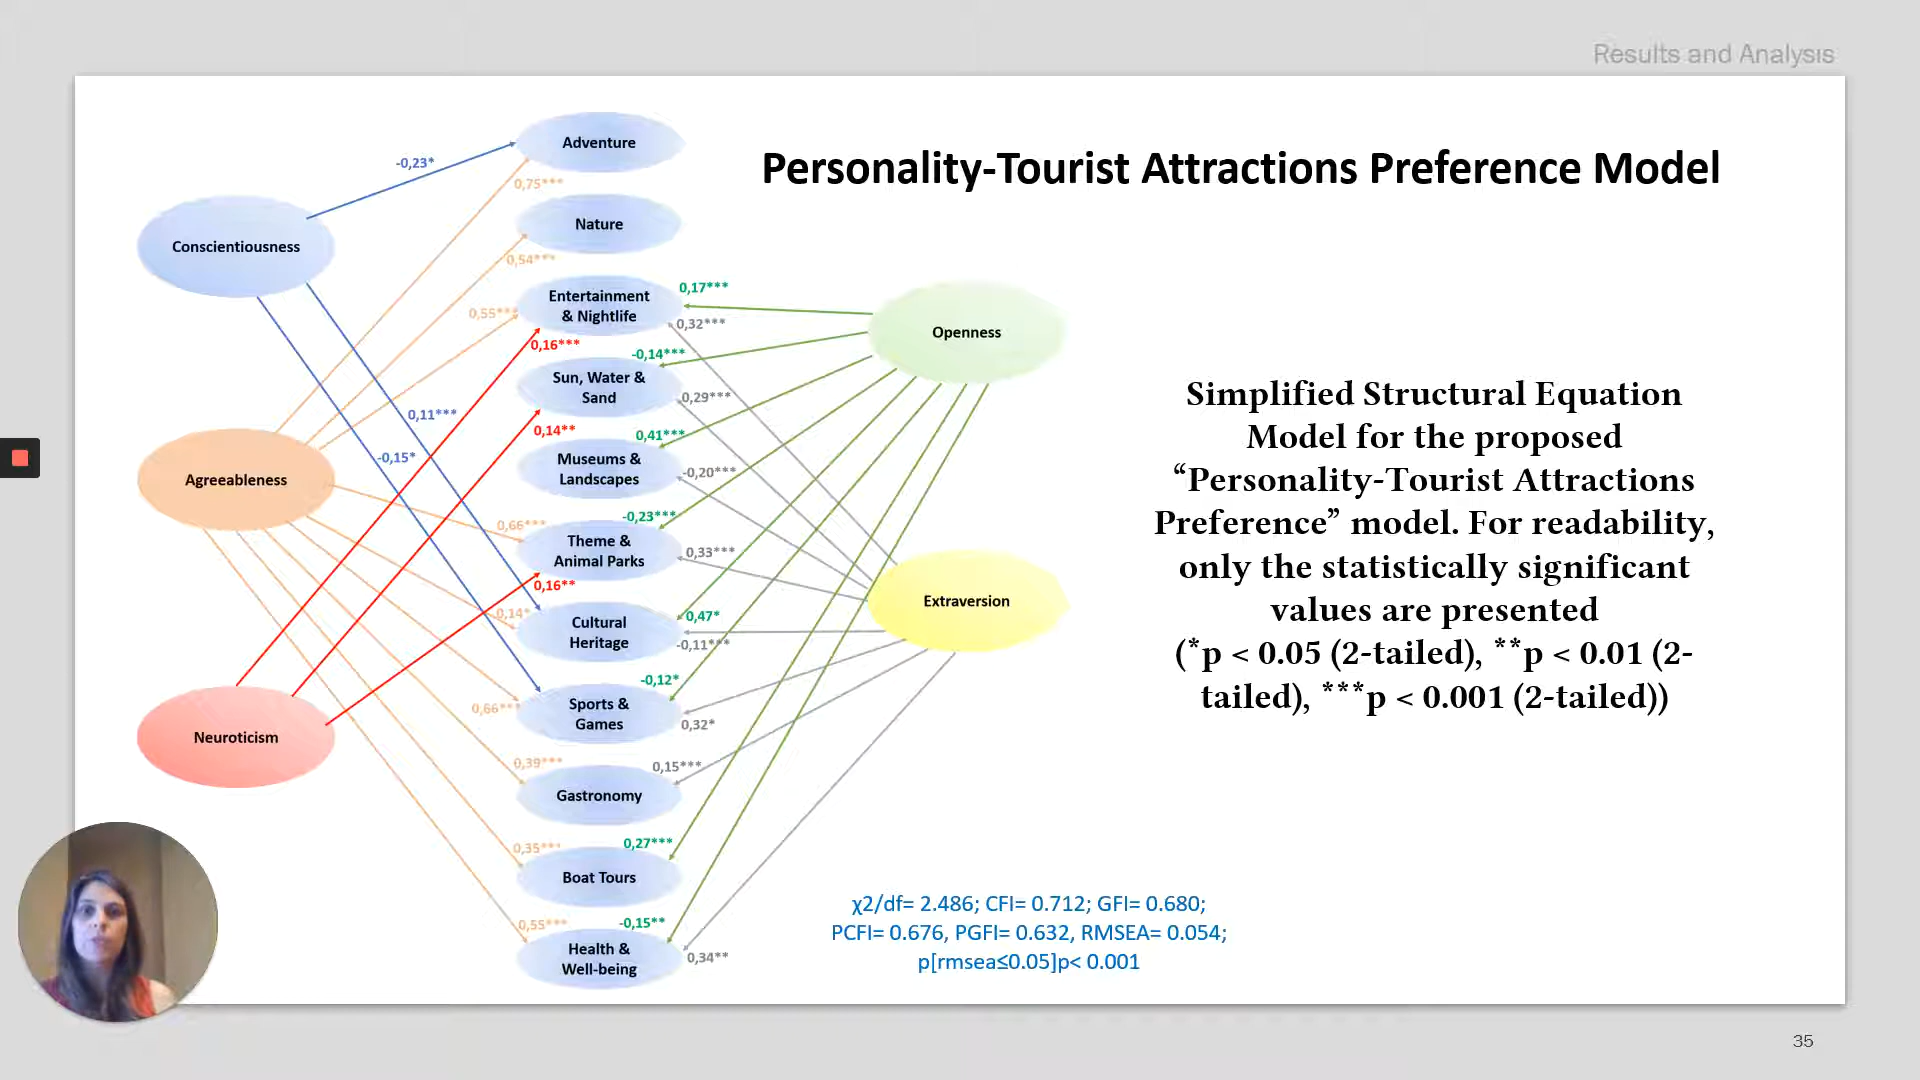 Results and Analysis
Personality-Tourist Attractions Preference Model
Adventure
-0,23*
0,75***
Nature
Conscientiousness
0,54***
Entertainment
& Nightlife
0,17***
0,55***
0,32***
Openness
0,16***
-0,14***
Sun, Water &
Sand
0,29***
0,11***
0,14**
0,41***
-0,15*
Museums &
Landscapes
-0,20***
Agreeableness
0,66***
-0,23***
Theme &
Animal Parks
0,33***
0,16**
Extraversion
0,14*
0,47*
Cultural
Heritage
-0,11***
-0,12*
Sports &
Games
0,66***
0,32*
Neuroticism
0,39***
0,15***
Gastronomy
0,35***
0,27***
Boat Tours
0,55***
-0,15**
Health &
Well-being
0,34**
Simplified Structural Equation
Model for the proposed
“Personality-Tourist Attractions
Preference” model. For readability,
only the statistically significant
values are presented
(*p < 0.05 (2-tailed), **p < 0.01 (2-
tailed), ***p < 0.001 (2-tailed))
χ2/df= 2.486; CFI= 0.712; GFI= 0.680;
PCFI= 0.676, PGFI= 0.632, RMSEA= 0.054;
p[rmsea≤0.05]p< 0.001
35